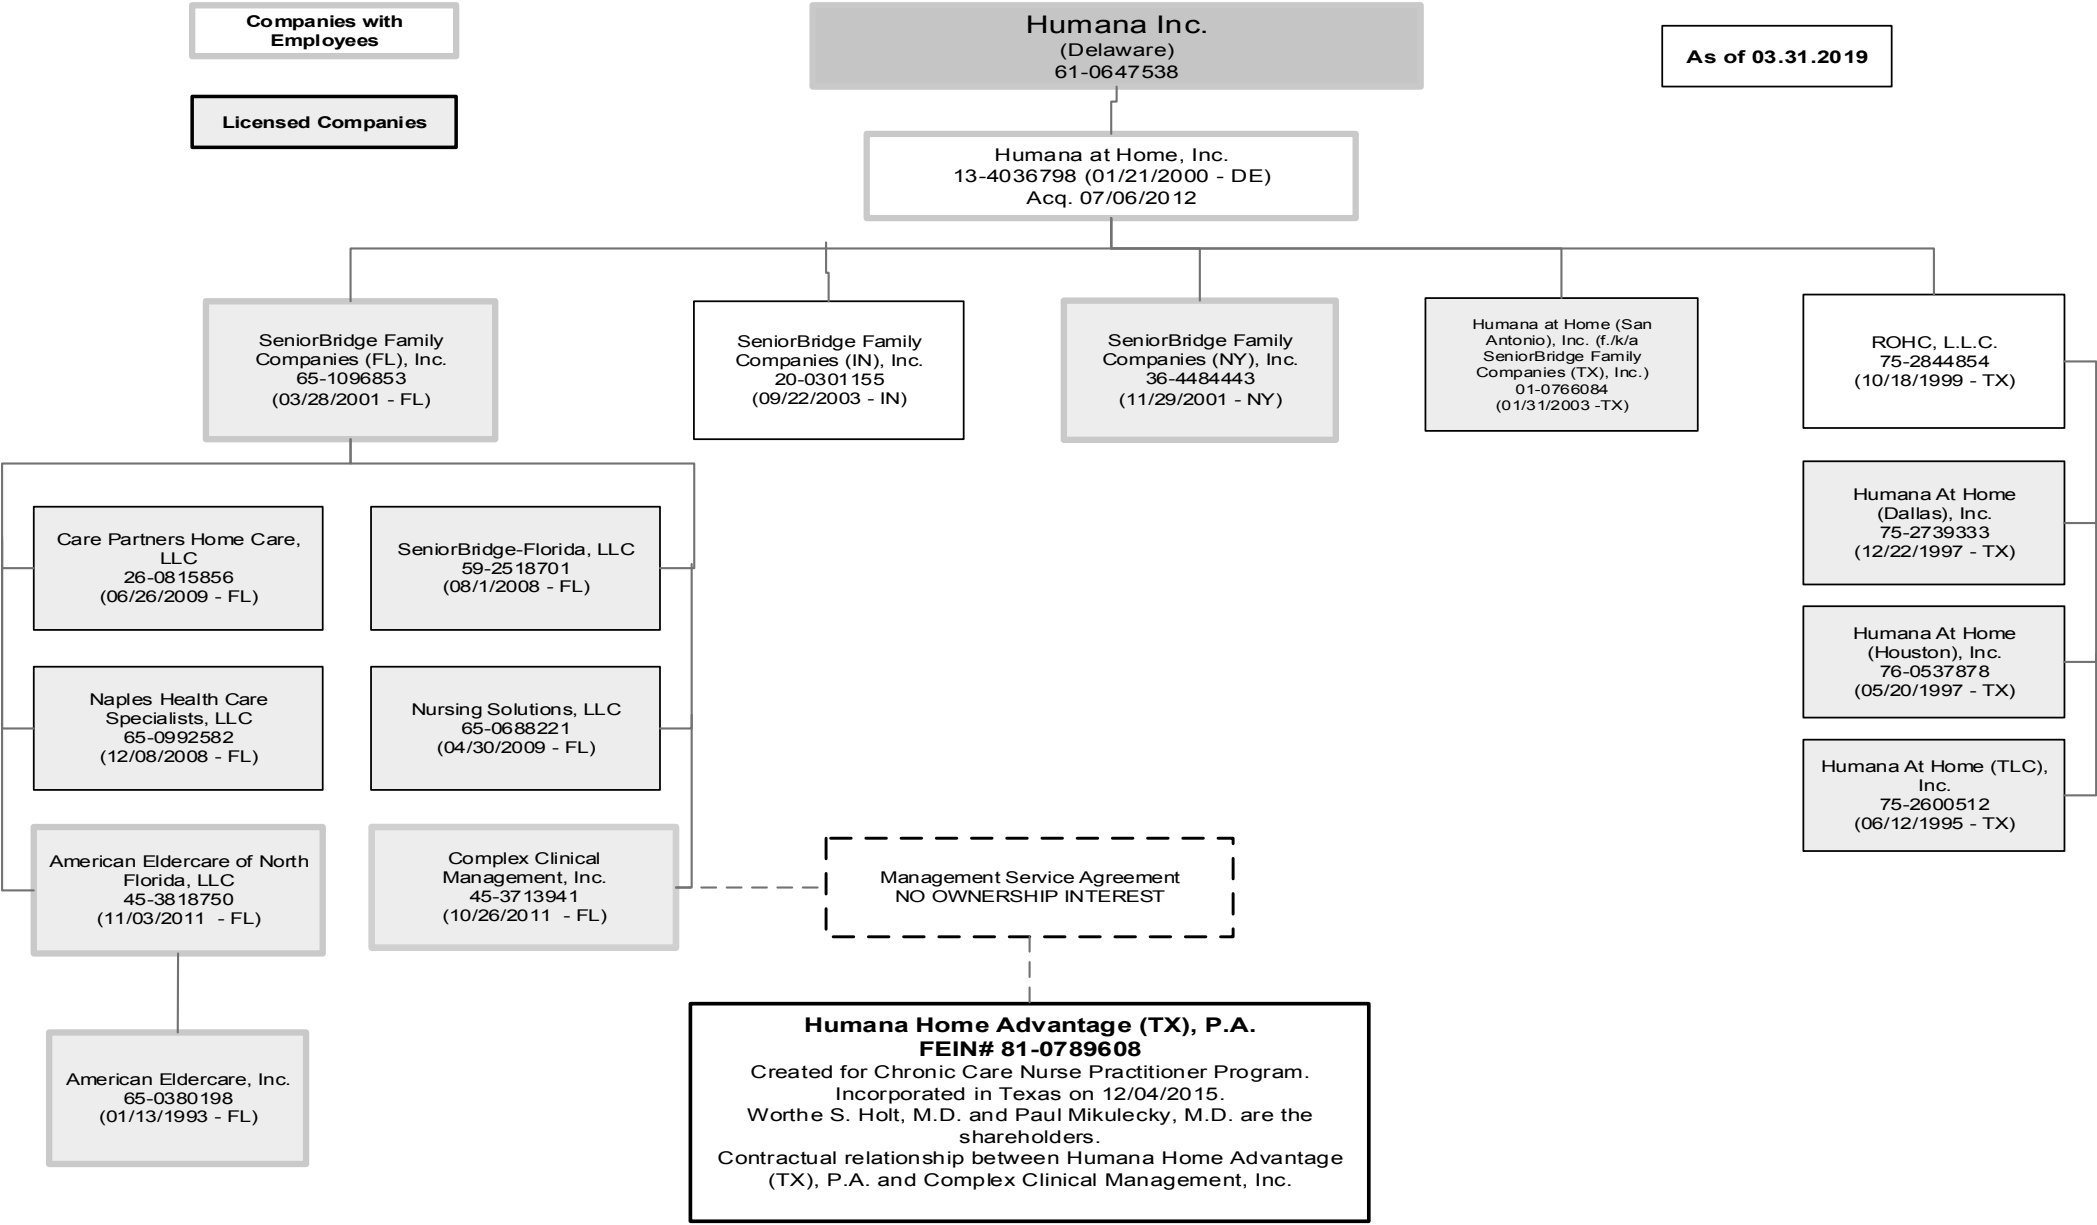 Companies with
Employees
Licensed Companies
Humana Inc.
(Delaware)
61-0647538
As of 03.31.2019
Humana at Home, Inc.
13-4036798 (01/21/2000 - DE)
Acq. 07/06/2012
SeniorBridge Family
Companies (FL), Inc.
65-1096853
(03/28/2001 - FL)
SeniorBridge Family
Companies (IN), Inc.
20-0301155
(09/22/2003 - IN)
SeniorBridge Family
Companies (NY), Inc.
36-4484443
(11/29/2001 - NY)
Humana at Home (San
Antonio), Inc. (f./k/a
SeniorBridge Family
Companies (TX), Inc.)
01-0766084
(01/31/2003 -TX)
ROHC, L.L.C.
75-2844854
(10/18/1999 - TX)
Care Partners Home Care,
LLC
26-0815856
(06/26/2009 - FL)
SeniorBridge-Florida, LLC
59-2518701
(08/1/2008 - FL)
Humana At Home
(Dallas), Inc.
75-2739333
(12/22/1997 - TX)
Naples Health Care
Specialists, LLC
65-0992582
(12/08/2008 - FL)
Nursing Solutions, LLC
65-0688221
(04/30/2009 - FL)
Humana At Home
(Houston), Inc.
76-0537878
(05/20/1997 - TX)
Humana At Home (TLC),
Inc.
75-2600512
(06/12/1995 - TX)
American Eldercare of North
Florida, LLC
45-3818750
(11/03/2011  - FL)
Complex Clinical
Management, Inc.
45-3713941
(10/26/2011  - FL)
Management Service Agreement
NO OWNERSHIP INTEREST
American Eldercare, Inc.
65-0380198
(01/13/1993 - FL)
Humana Home Advantage (TX), P.A.
FEIN# 81-0789608
Created for Chronic Care Nurse Practitioner Program.
Incorporated in Texas on 12/04/2015.
Worthe S. Holt, M.D. and Paul Mikulecky, M.D. are the
shareholders.
Contractual relationship between Humana Home Advantage
(TX), P.A. and Complex Clinical Management, Inc.